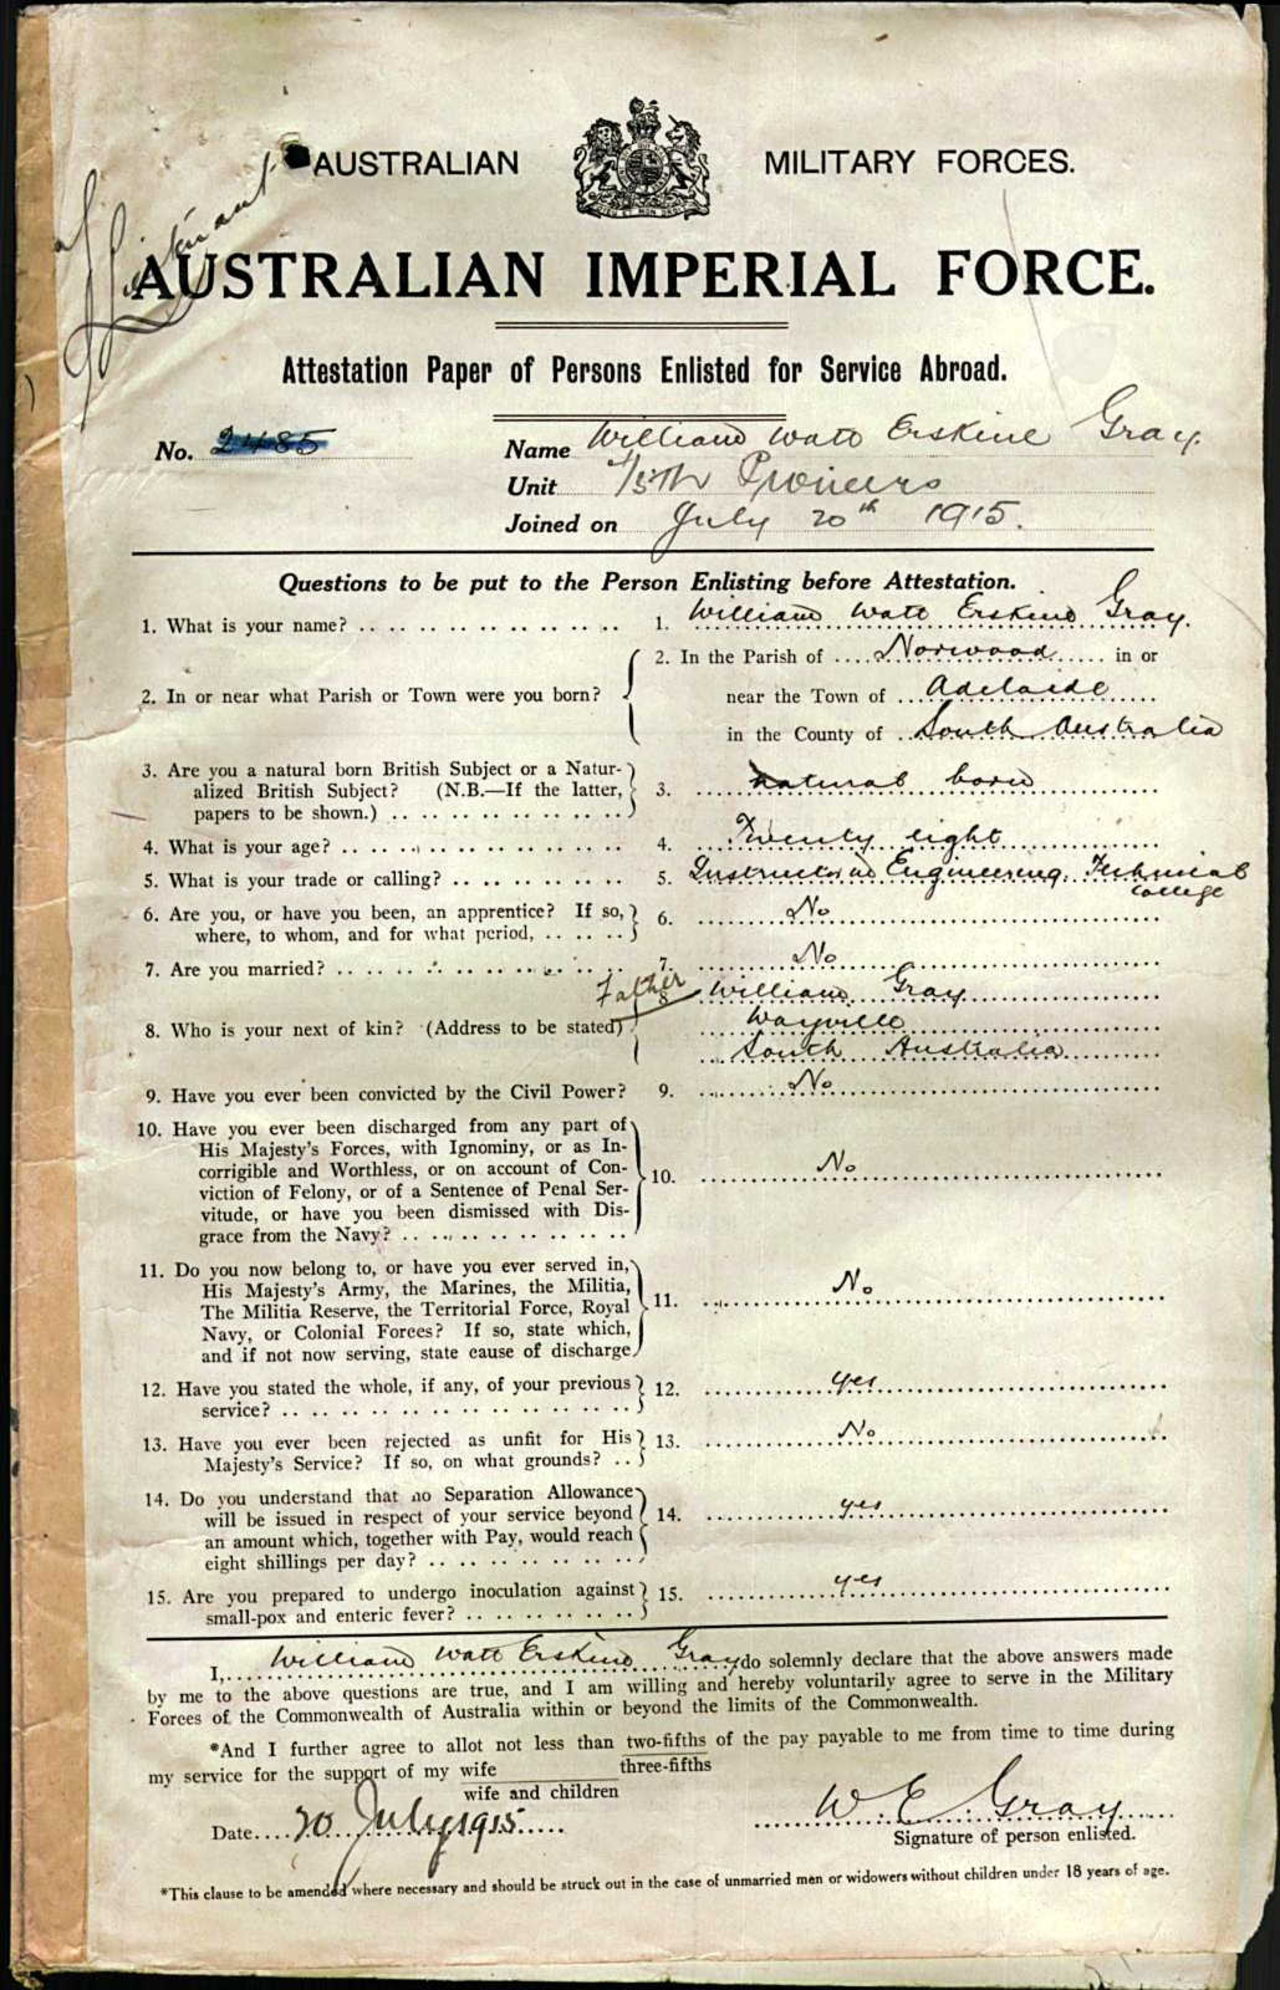 Lieutenant
AUSTRALIAN MILITARY FORCES.
AUSTRALIAN IMPERIAL FORCE.
Attestation Paper of Persons Enlisted for Service Abroad.
No. 2485
Name William Watt Erskine Gray.
Unit 1/5th Pioneers
Joined on July 20th 1915.
Questions to be put to the Person Enlisting before Attestation.
1. What is your name? 1. William Watt Erskine Gray.
2. In or near what Parish or Town were you born? 2. In the Parish of Norwood in or
near the Town of Adelaide
in the County of South Australia
3. Are you a natural born British Subject or a Natur-
alized British Subject? (N.B.—If the latter, 3. natural born
papers to be shown.)
4. What is your age? 4. Twenty eight
5. What is your trade or calling? 5. Instructor in Engineering, Technical
College
6. Are you, or have you been, an apprentice? If so, 6. No
where, to whom, and for what period,
7. Are you married? 7. No
Father 8 William Gray
8. Who is your next of kin? (Address to be stated) Wayville
South Australia
9. Have you ever been convicted by the Civil Power? 9. No
10. Have you ever been discharged from any part of
His Majesty's Forces, with Ignominy, or as In-
corrigible and Worthless, or on account of Con- 10. No
viction of Felony, or of a Sentence of Penal Ser-
vitude, or have you been dismissed with Dis-
grace from the Navy?
11. Do you now belong to, or have you ever served in,
His Majesty's Army, the Marines, the Militia, No
The Militia Reserve, the Territorial Force, Royal 11.
Navy, or Colonial Forces? If so, state which,
and if not now serving, state cause of discharge
12. Have you stated the whole, if any, of your previous 12. yes
service?
13. Have you ever been rejected as unfit for His 13. No
Majesty's Service? If so, on what grounds?
14. Do you understand that no Separation Allowance
will be issued in respect of your service beyond 14. yes
an amount which, together with Pay, would reach
eight shillings per day?
15. Are you prepared to undergo inoculation against 15. yes
small-pox and enteric fever?
I, William Watt Erskine Gray do solemnly declare that the above answers made
by me to the above questions are true, and I am willing and hereby voluntarily agree to serve in the Military
Forces of the Commonwealth of Australia within or beyond the limits of the Commonwealth.
*And I further agree to allot not less than two-fifths of the pay payable to me from time to time during
three-fifths
my service for the support of my wife
wife and children
Date 20 July 1915
W. E. Gray
Signature of person enlisted.
*This clause to be amended where necessary and should be struck out in the case of unmarried men or widowers without children under 18 years of age.